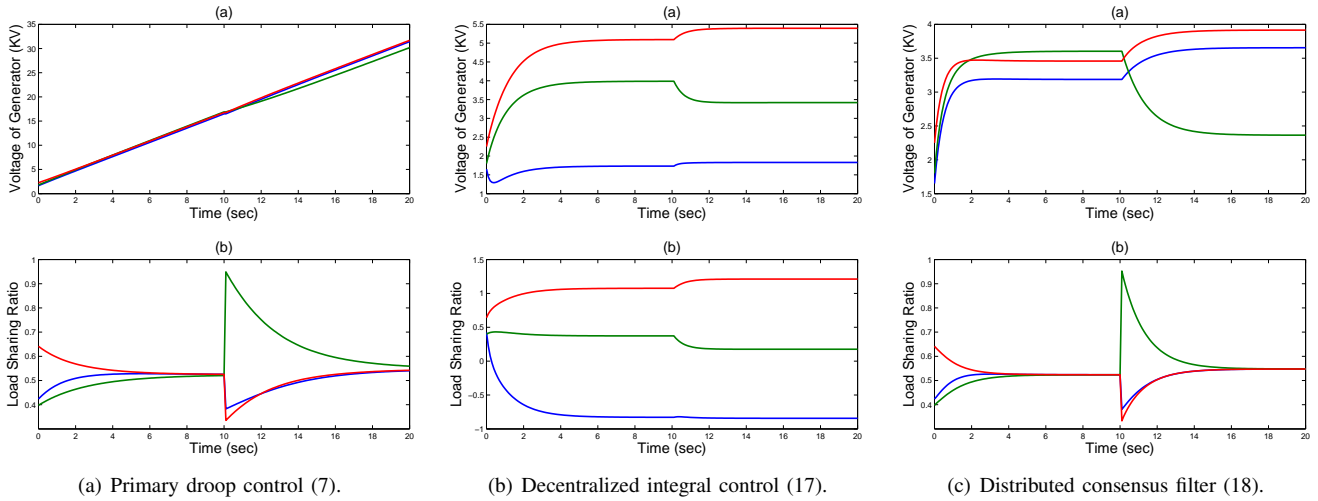 (a)
35
30
25
20
15
10
5
0
Voltage of Generator (KV)
0 2 4 6 8 10 12 14 16 18 20
Time (sec)
(b)
1
0.9
0.8
0.7
0.6
0.5
0.4
Load Sharing Ratio
0 2 4 6 8 10 12 14 16 18 20
Time (sec)
(a) Primary droop control (7).
(a)
5.5
5
4.5
4
3.5
3
2.5
2
1.5
1
Voltage of Generator (KV)
0 2 4 6 8 10 12 14 16 18 20
Time (sec)
(b)
1.5
1
0.5
0
−0.5
−1
Load Sharing Ratio
0 2 4 6 8 10 12 14 16 18 20
Time (sec)
(b) Decentralized integral control (17).
(a)
4
3.5
3
2.5
2
1.5
Voltage of Generator (KV)
0 2 4 6 8 10 12 14 16 18 20
Time (sec)
(b)
1
0.9
0.8
0.7
0.6
0.5
0.4
Load Sharing Ratio
0 2 4 6 8 10 12 14 16 18 20
Time (sec)
(c) Distributed consensus filter (18).